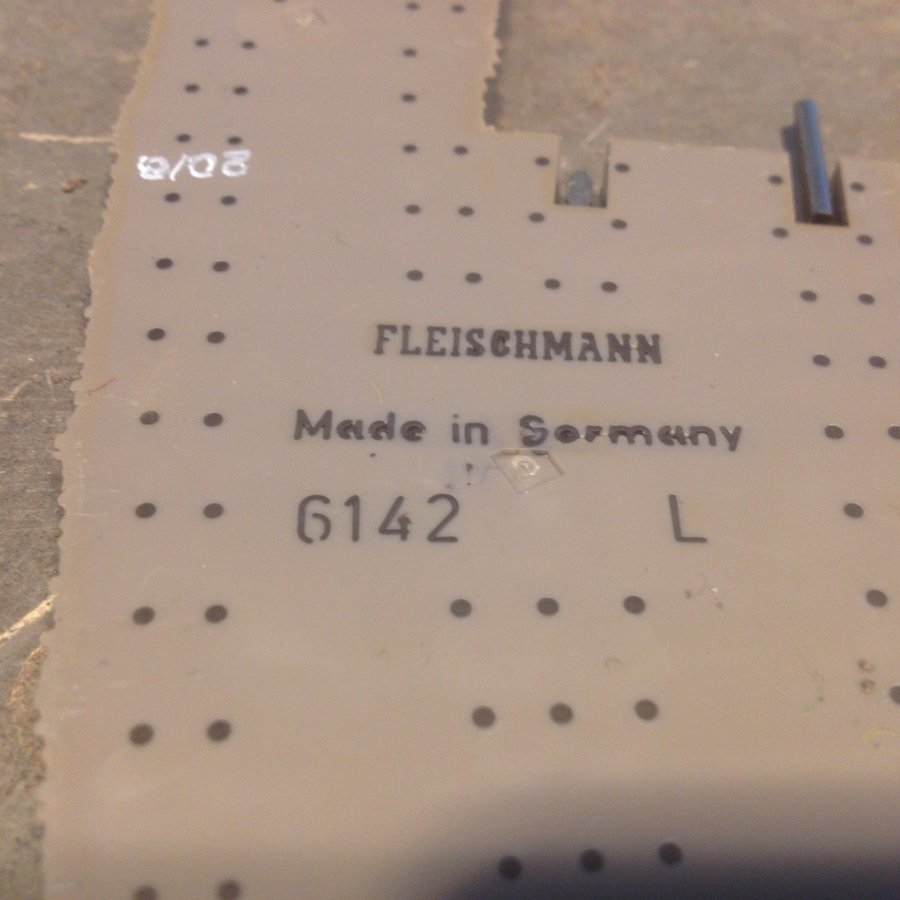 FLEISCHMANN
Made in Germany
6142 L